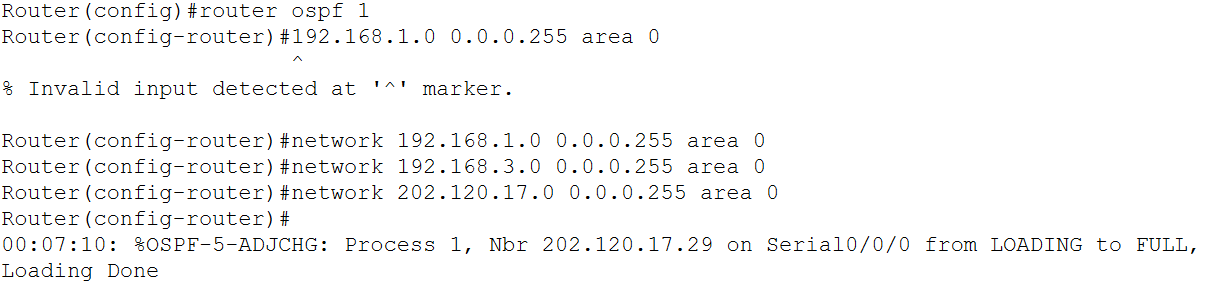 Router(config)#router ospf 1
Router(config-router)#192.168.1.0 0.0.0.255 area 0
^
% Invalid input detected at '^' marker.
Router(config-router)#network 192.168.1.0 0.0.0.255 area 0
Router(config-router)#network 192.168.3.0 0.0.0.255 area 0
Router(config-router)#network 202.120.17.0 0.0.0.255 area 0
Router(config-router)#
00:07:10: %OSPF-5-ADJCHG: Process 1, Nbr 202.120.17.29 on Serial0/0/0 from LOADING to FULL,
Loading Done